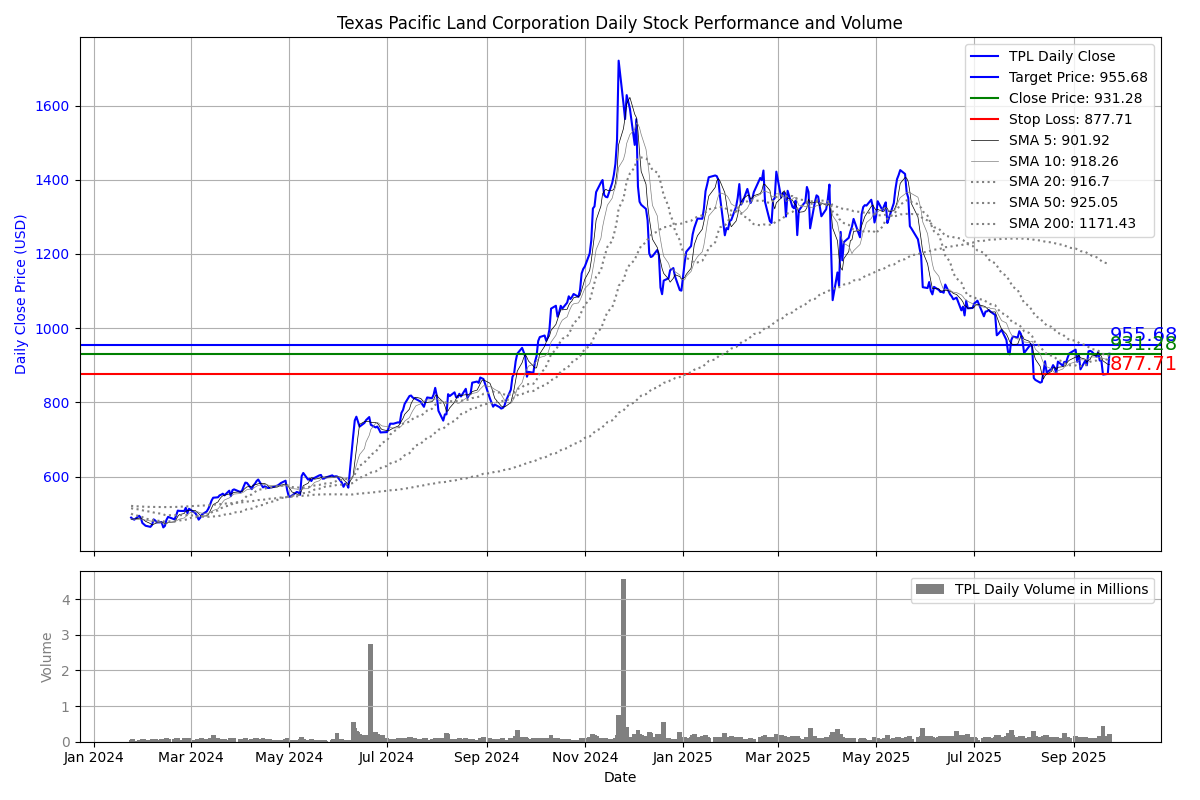 Texas Pacific Land Corporation Daily Stock Performance and Volume
Daily Close Price (USD)
1600
1400
1200
1000
800
600
TPL Daily Close
Target Price: 955.68
Close Price: 931.28
Stop Loss: 877.71
SMA 5: 901.92
SMA 10: 918.26
SMA 20: 916.7
SMA 50: 925.05
SMA 200: 1171.43
955.68
931.28
877.71
Volume
4
3
2
1
0
TPL Daily Volume in Millions
Jan 2024 Mar 2024 May 2024 Jul 2024 Sep 2024 Nov 2024 Jan 2025 Mar 2025 May 2025 Jul 2025 Sep 2025
Date